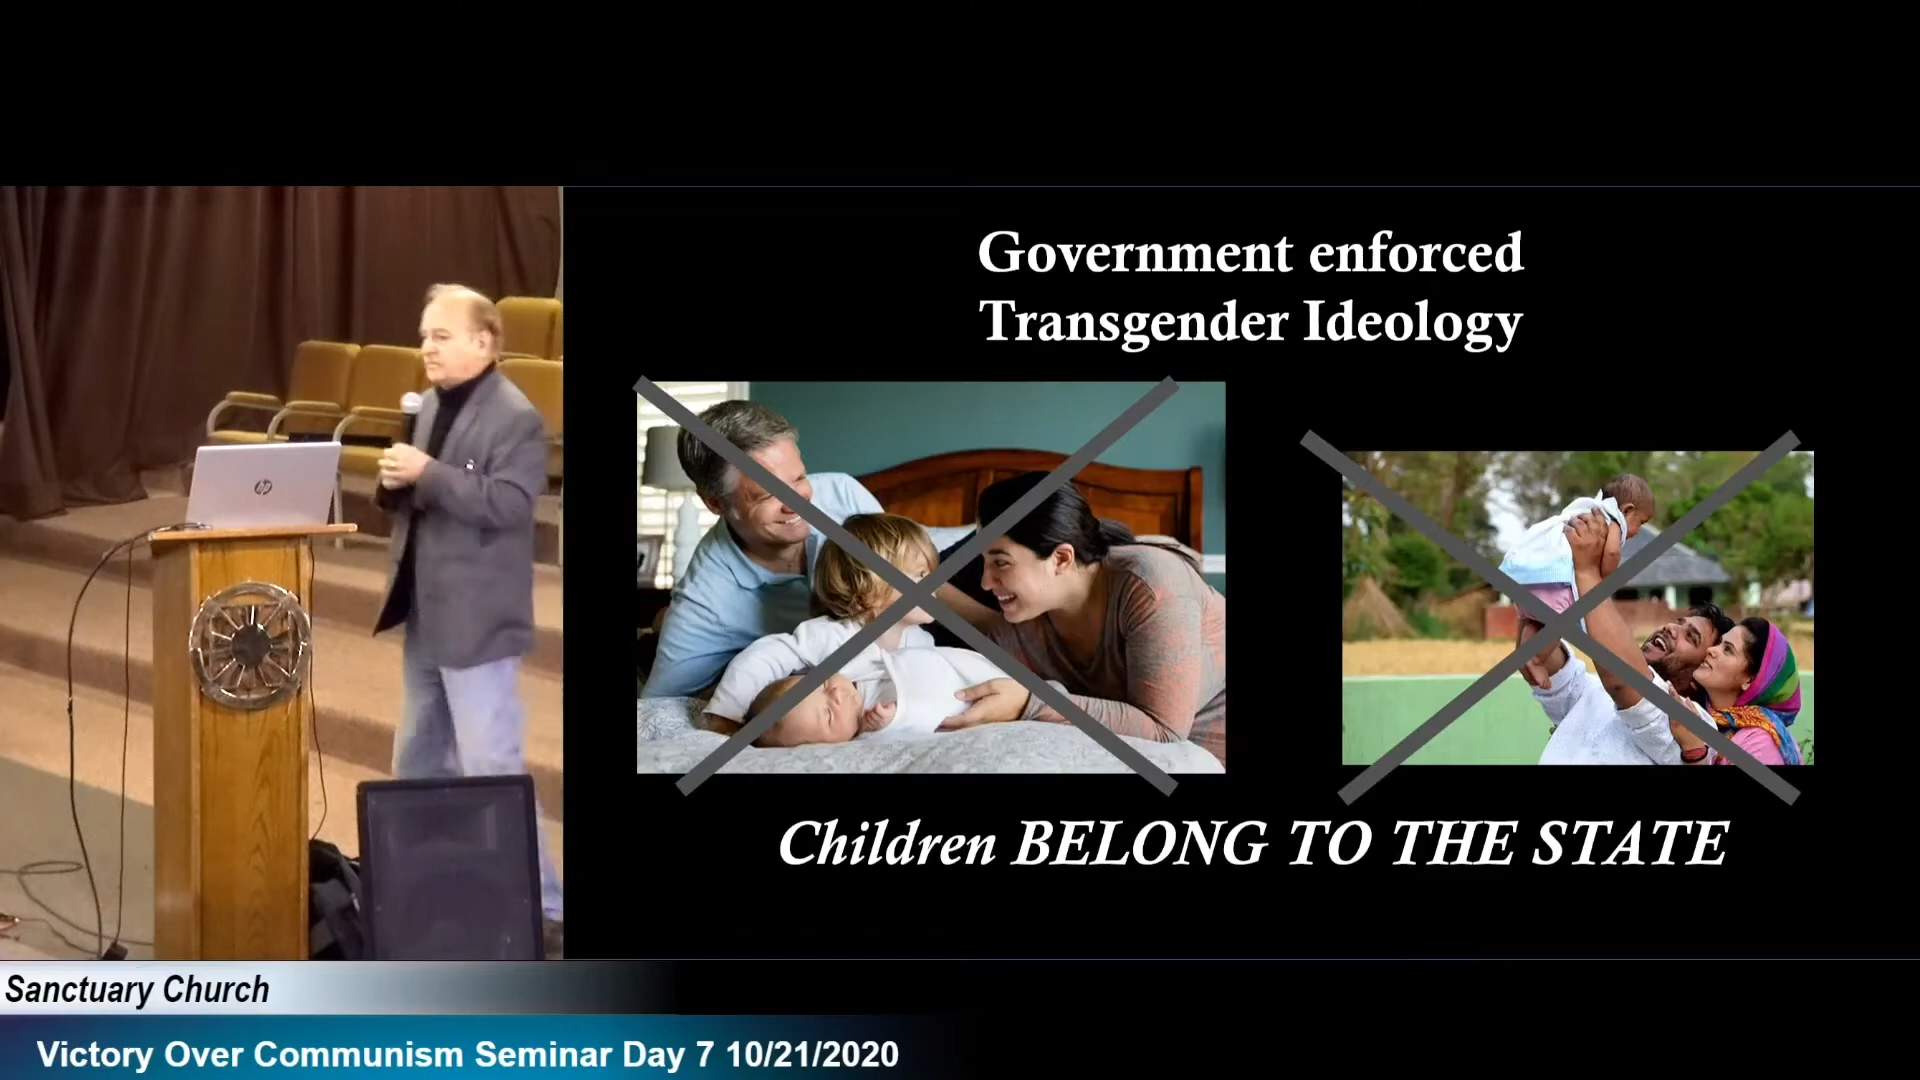 Government enforced
Transgender Ideology
hp
Children BELONG TO THE STATE
Sanctuary Church
Victory Over Communism Seminar Day 7 10/21/2020